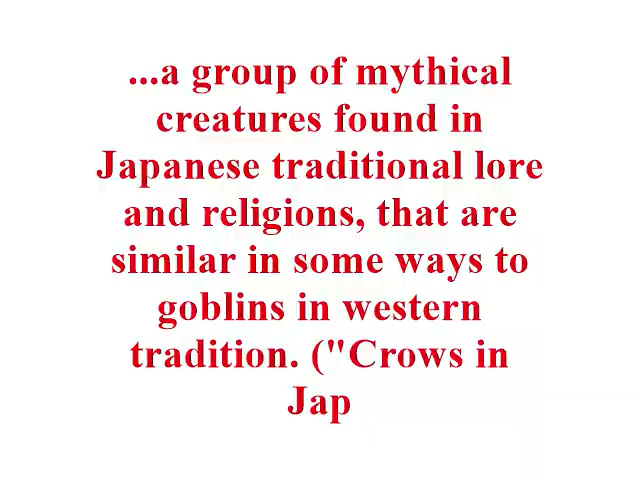 ...a group of mythical
creatures found in
Japanese traditional lore
and religions, that are
similar in some ways to
goblins in western
tradition. ("Crows in
Jap